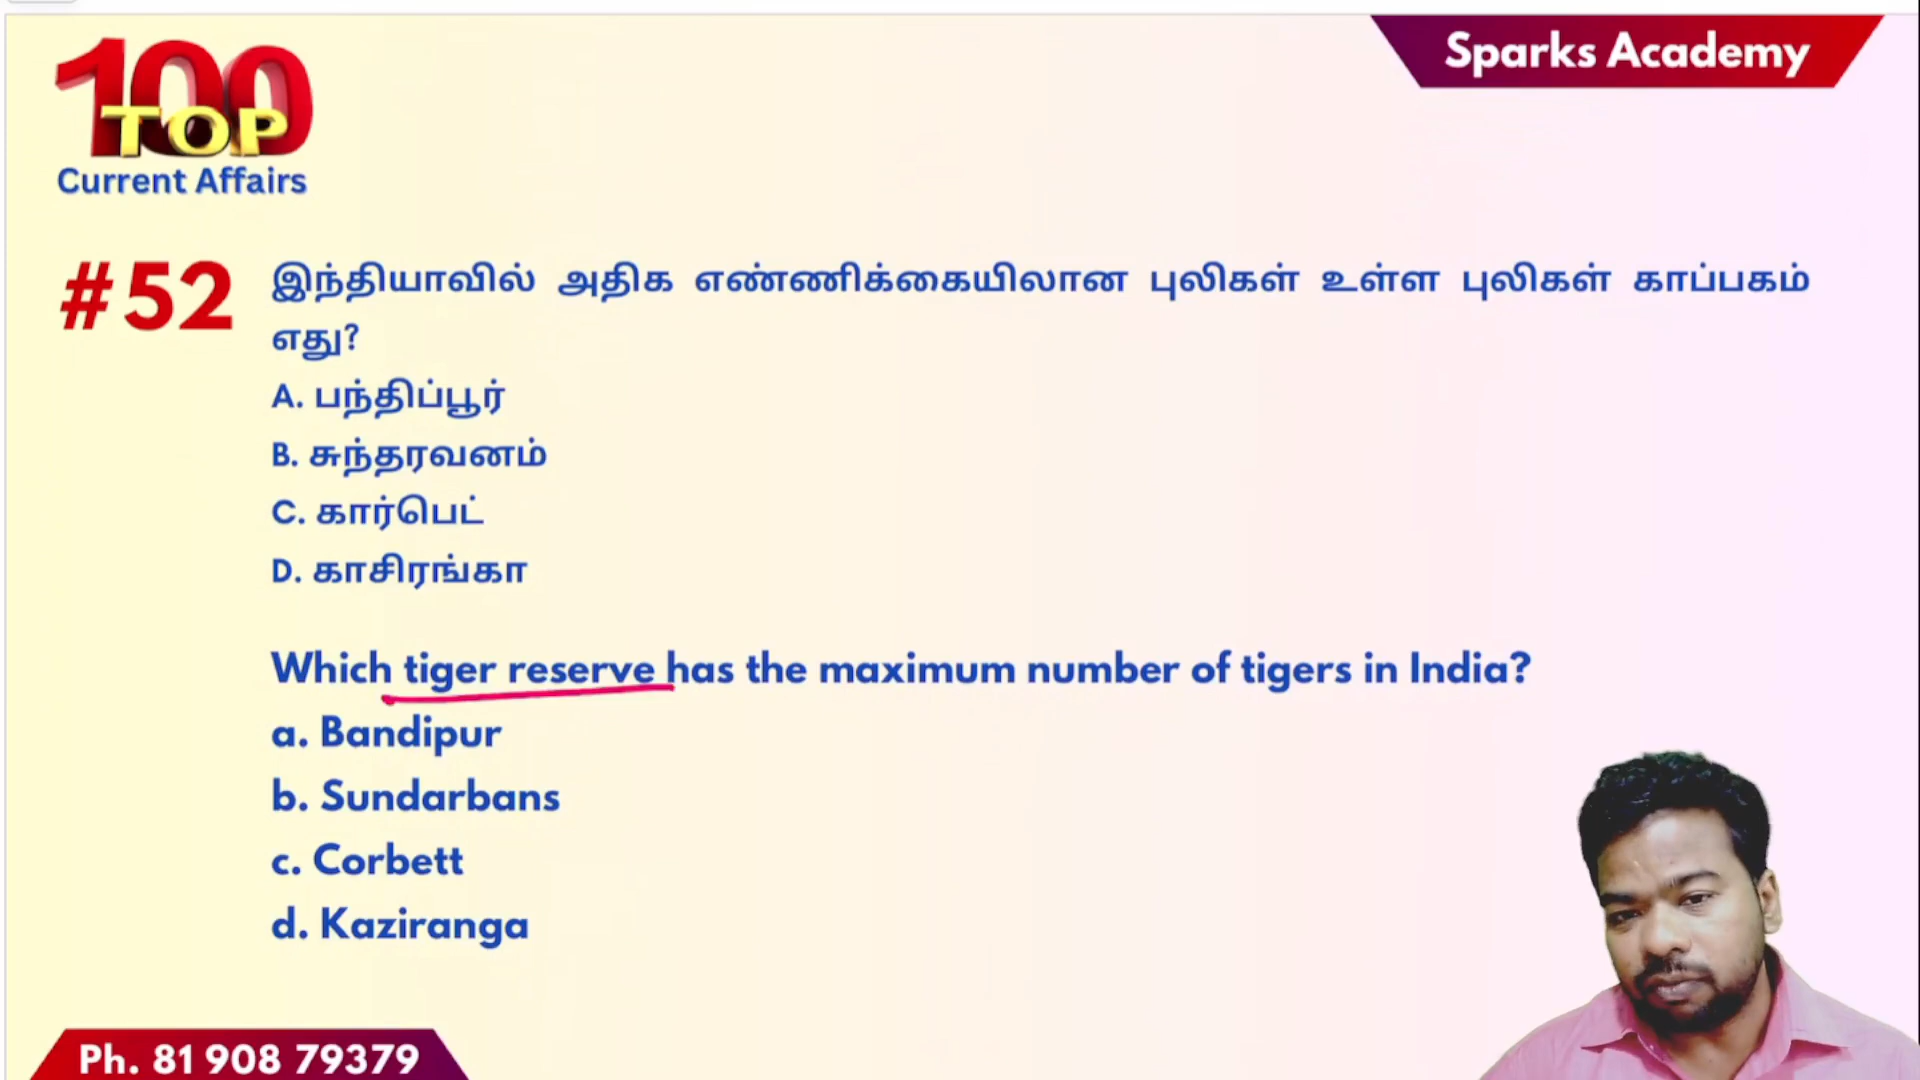 Sparks Academy
100
TOP
Current Affairs
#52
இந்தியாவில் அதிக எண்ணிக்கையிலான புலிகள் உள்ள புலிகள் காப்பகம்
எது?
A. பந்திப்பூர்
B. சுந்தரவனம்
C. கார்பெட்
D. காசிரங்கா
Which tiger reserve has the maximum number of tigers in India?
a. Bandipur
b. Sundarbans
c. Corbett
d. Kaziranga
Ph. 81 908 79379